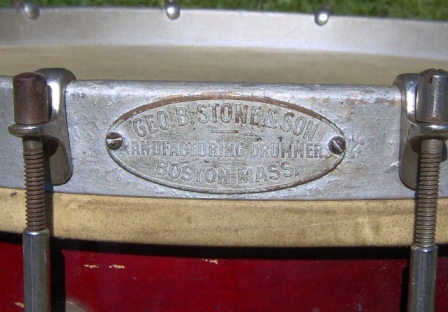 GEO. B. STONE & SON
MANUFACTURING DRUMMERS
BOSTON MASS.